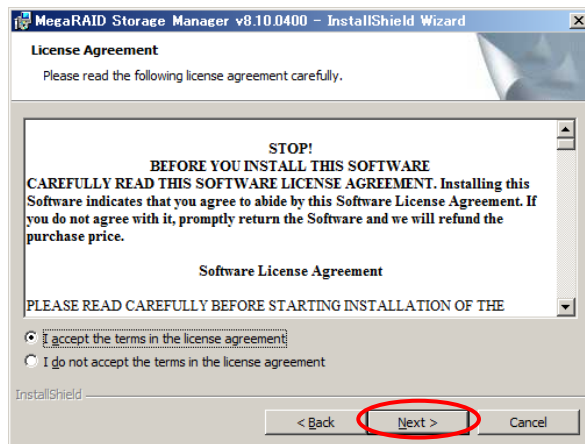 MegaRAID Storage Manager v8.10.0400 - InstallShield Wizard
License Agreement
Please read the following license agreement carefully.
STOP!
BEFORE YOU INSTALL THIS SOFTWARE
CAREFULLY READ THIS SOFTWARE LICENSE AGREEMENT. Installing this
Software indicates that you agree to abide by this Software License Agreement. If
you do not agree with it, promptly return the Software and we will refund the
purchase price.
Software License Agreement
PLEASE READ CAREFULLY BEFORE STARTING INSTALLATION OF THE
I accept the terms in the license agreement
I do not accept the terms in the license agreement
InstallShield
< Back Next > Cancel